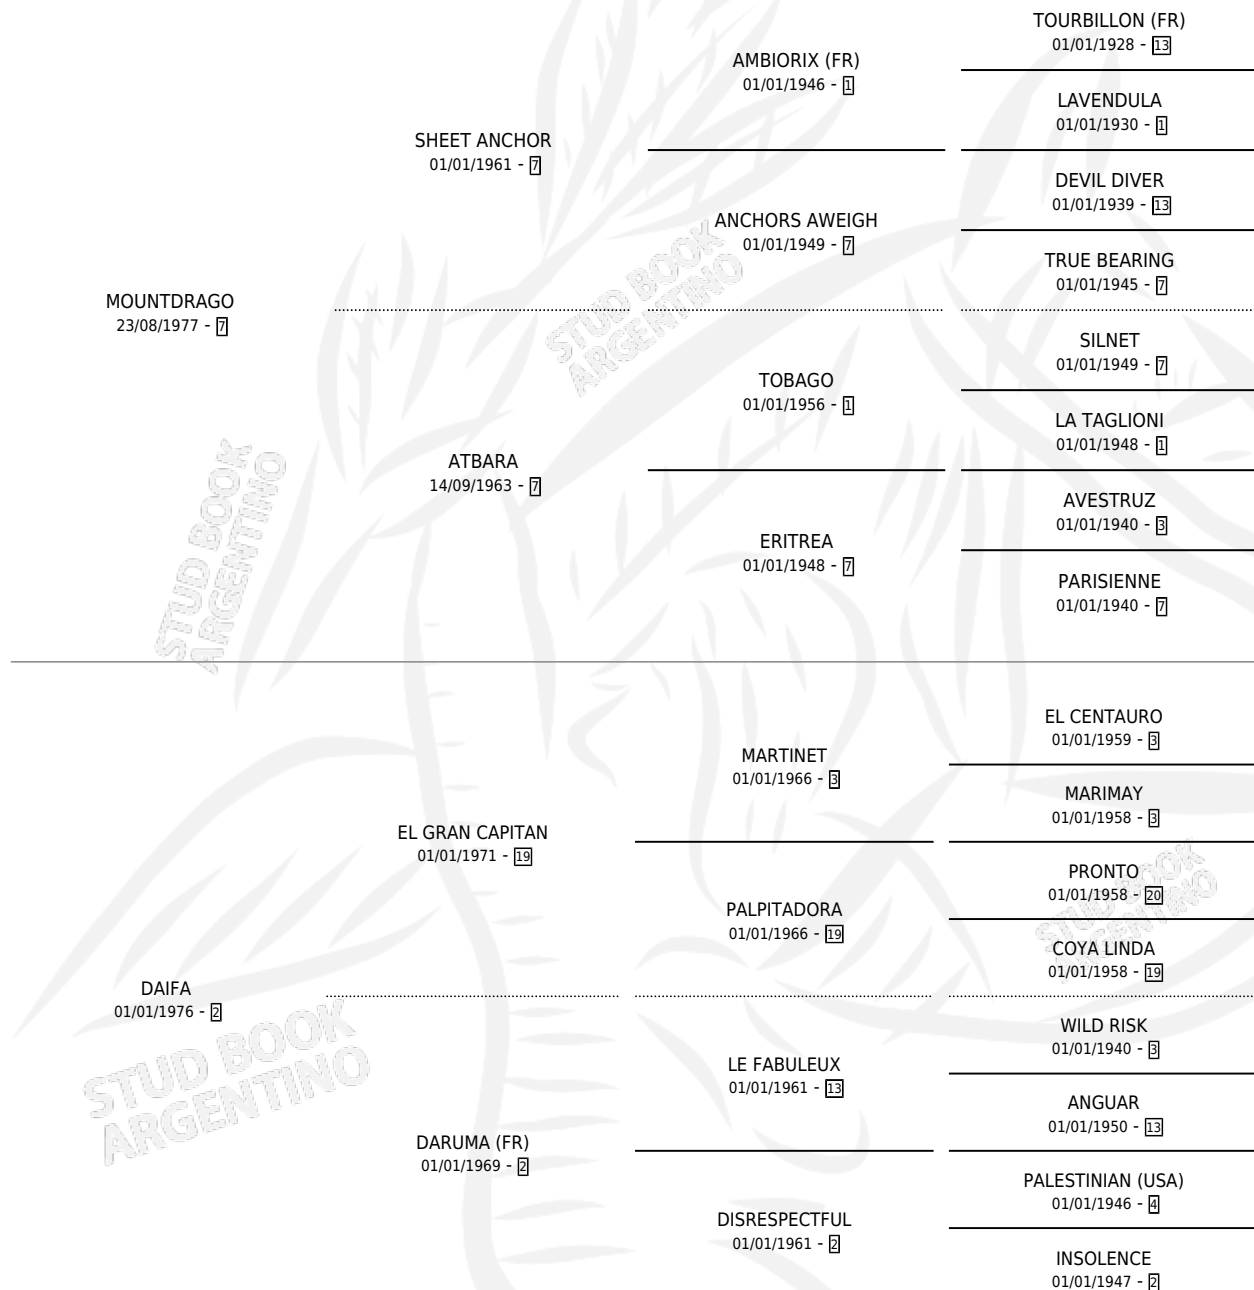 TOURBILLON (FR)
01/01/1928 - 13
AMBIORIX (FR)
01/01/1946 - 1
LAVENDULA
01/01/1930 - 1
SHEET ANCHOR
01/01/1961 - 7
DEVIL DIVER
01/01/1939 - 13
ANCHORS AWEIGH
01/01/1949 - 7
TRUE BEARING
01/01/1945 - 7
MOUNTDRAGO
23/08/1977 - 7
SILNET
01/01/1949 - 7
TOBAGO
01/01/1956 - 1
LA TAGLIONI
01/01/1948 - 1
ATBARA
14/09/1963 - 7
AVESTRUZ
01/01/1940 - 3
ERITREA
01/01/1948 - 7
PARISIENNE
01/01/1940 - 7
EL CENTAURO
01/01/1959 - 3
MARTINET
01/01/1966 - 3
MARIMAY
01/01/1958 - 3
EL GRAN CAPITAN
01/01/1971 - 19
PRONTO
01/01/1958 - 20
PALPITADORA
01/01/1966 - 19
COYA LINDA
01/01/1958 - 19
DAIFA
01/01/1976 - 2
WILD RISK
01/01/1940 - 3
LE FABULEUX
01/01/1961 - 13
ANGUAR
01/01/1950 - 13
DARUMA (FR)
01/01/1969 - 2
PALESTINIAN (USA)
01/01/1946 - 4
DISRESPECTFUL
01/01/1961 - 2
INSOLENCE
01/01/1947 - 2
STUD BOOK
ARGENTINO
STUD BOOK
ARGENTINO
STUD BOOK
ARGENTINO
STUD BOOK
ARGENTINO